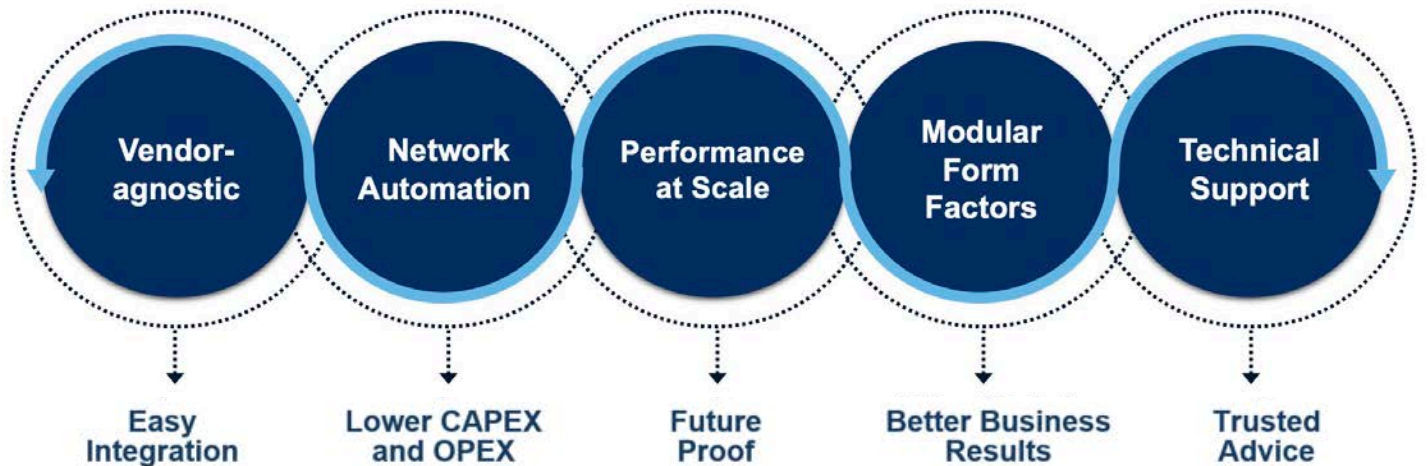 Vendor-
agnostic
Network
Automation
Performance
at Scale
Modular
Form
Factors
Technical
Support
Easy
Integration
Lower CAPEX
and OPEX
Future
Proof
Better Business
Results
Trusted
Advice